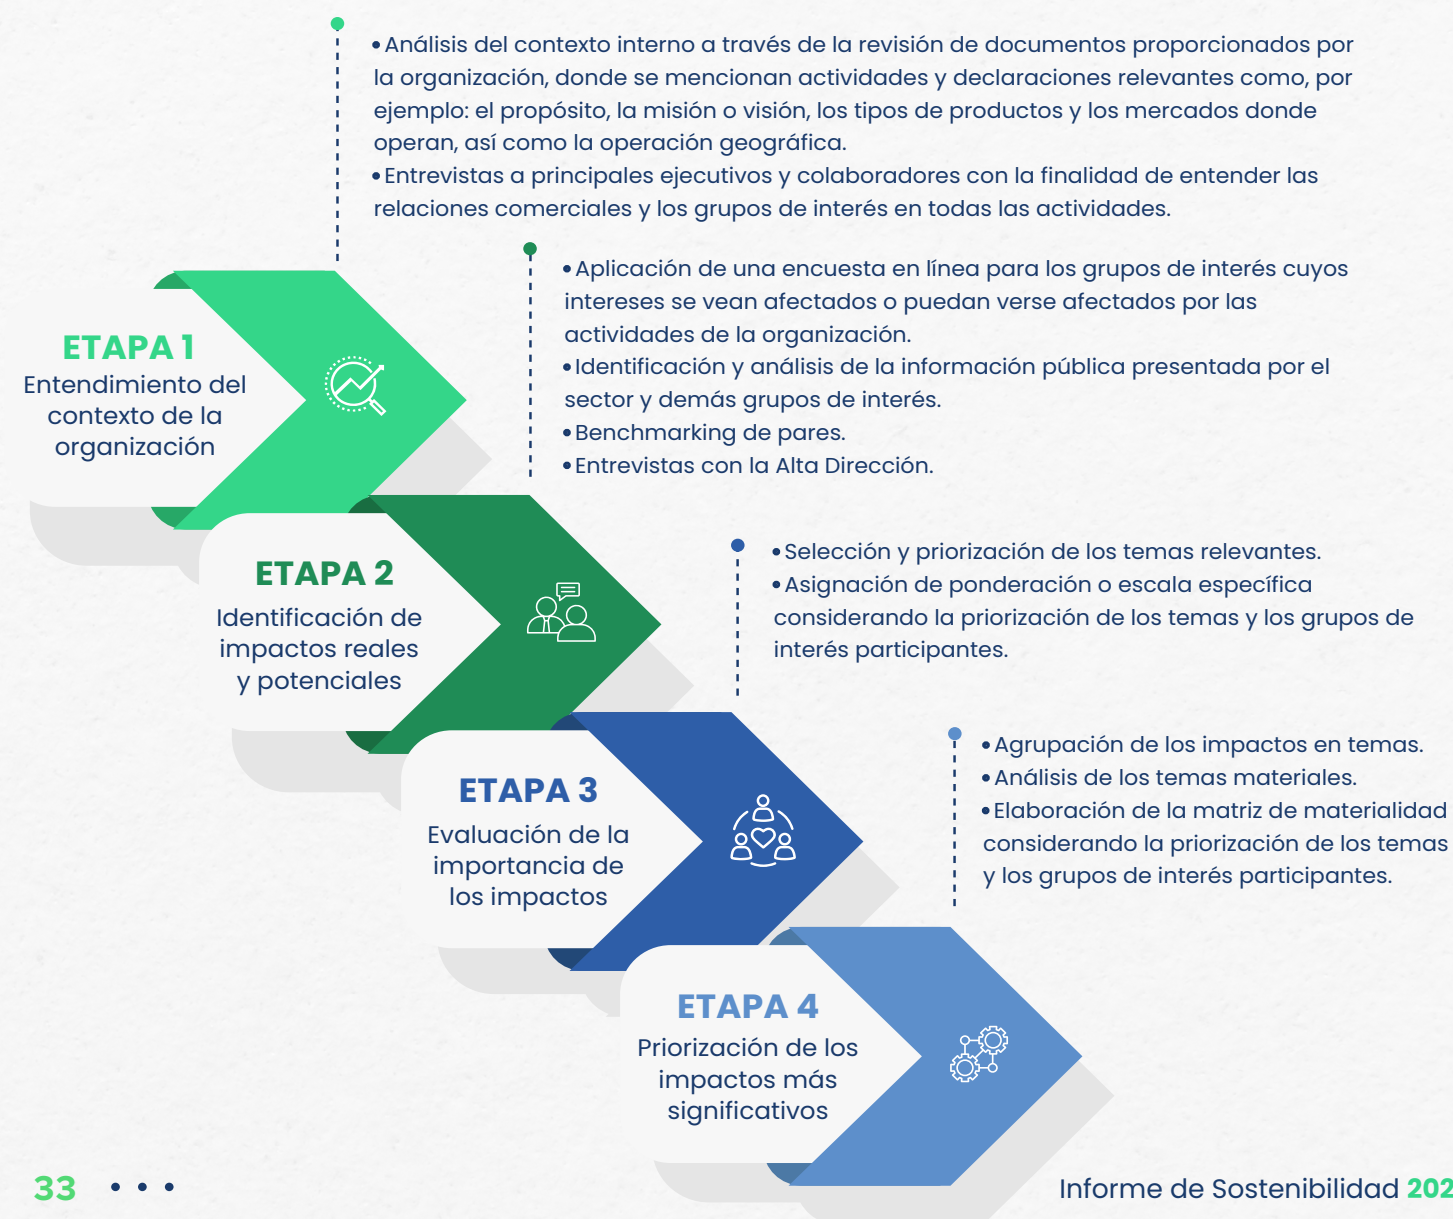 •Análisis del contexto interno a través de la revisión de documentos proporcionados por
la organización, donde se mencionan actividades y declaraciones relevantes como, por
ejemplo: el propósito, la misión o visión, los tipos de productos y los mercados donde
operan, así como la operación geográfica.
•Entrevistas a principales ejecutivos y colaboradores con la finalidad de entender las
relaciones comerciales y los grupos de interés en todas las actividades.
ETAPA 1
Entendimiento del
contexto de la
organización
•Aplicación de una encuesta en línea para los grupos de interés cuyos
intereses se vean afectados o puedan verse afectados por las
actividades de la organización.
•Identificación y análisis de la información pública presentada por el
sector y demás grupos de interés.
•Benchmarking de pares.
•Entrevistas con la Alta Dirección.
ETAPA 2
Identificación de
impactos reales
y potenciales
•Selección y priorización de los temas relevantes.
•Asignación de ponderación o escala específica
considerando la priorización de los temas y los grupos de
interés participantes.
ETAPA 3
Evaluación de la
importancia de
los impactos
•Agrupación de los impactos en temas.
•Análisis de los temas materiales.
•Elaboración de la matriz de materialidad
considerando la priorización de los temas
y los grupos de interés participantes.
ETAPA 4
Priorización de los
impactos más
significativos
33
Informe de Sostenibilidad